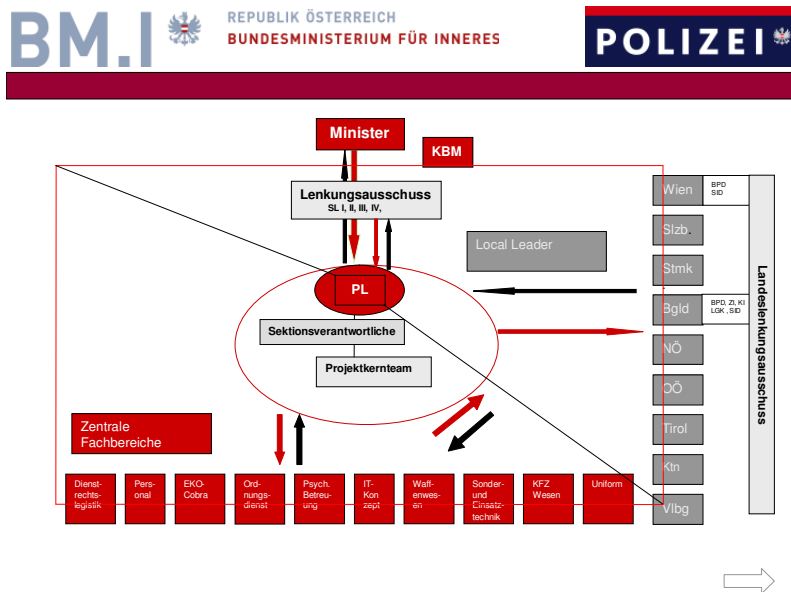 BM.I
REPUBLIK ÖSTERREICH
BUNDESMINISTERIUM FÜR INNERES
POLIZEI
Minister
KBM
Lenkungsausschuss
SL I, II, III, IV,
Local Leader
PL
Sektionsverantwortliche
Projektkernteam
Wien
BPD
SID
Slzb.
Stmk
Bgld
BPD, ZI, KI
LGK , SID
NÖ
OÖ
Tirol
Ktn
Vlbg
Landeslenkungsausschuss
Zentrale
Fachbereiche
Dienst-
rechts-
legistik
Pers-
onal
EKO-
Cobra
Ord-
nungs-
dienst
Psych.
Betreu-
ung
IT-
Kon
zept
Waff-
enwes-
en
Sonder-
und
Einsatz-
technik
KFZ
Wesen
Uniform